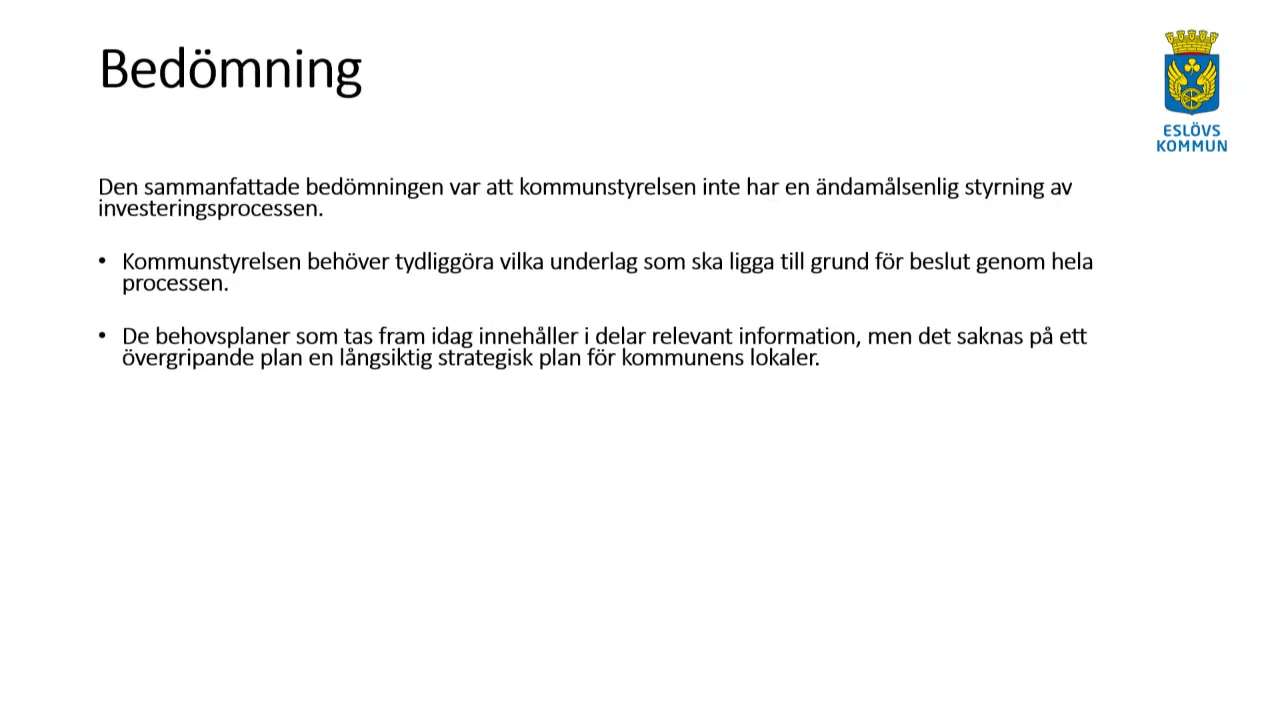 Bedömning
ESLÖVS
KOMMUN
Den sammanfattade bedömningen var att kommunstyrelsen inte har en ändamålsenlig styrning av
investeringsprocessen.
• Kommunstyrelsen behöver tydliggöra vilka underlag som ska ligga till grund för beslut genom hela
processen.
• De behovsplaner som tas fram idag innehåller i delar relevant information, men det saknas på ett
övergripande plan en långsiktig strategisk plan för kommunens lokaler.